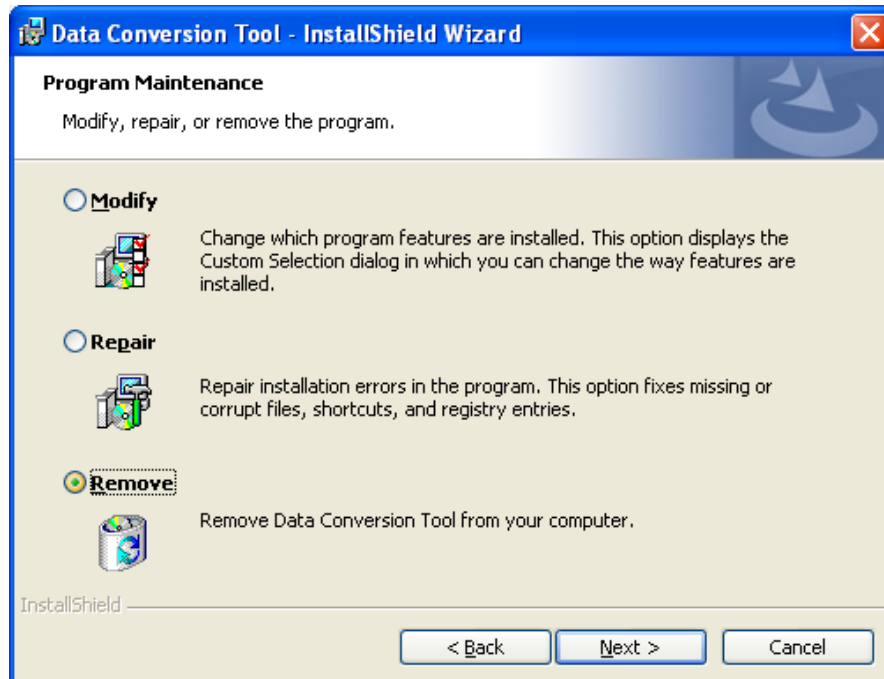 Data Conversion Tool - InstallShield Wizard
Program Maintenance
Modify, repair, or remove the program.
Modify
Change which program features are installed. This option displays the
Custom Selection dialog in which you can change the way features are
installed.
Repair
Repair installation errors in the program. This option fixes missing or
corrupt files, shortcuts, and registry entries.
Remove
Remove Data Conversion Tool from your computer.
InstallShield
< Back
Next >
Cancel